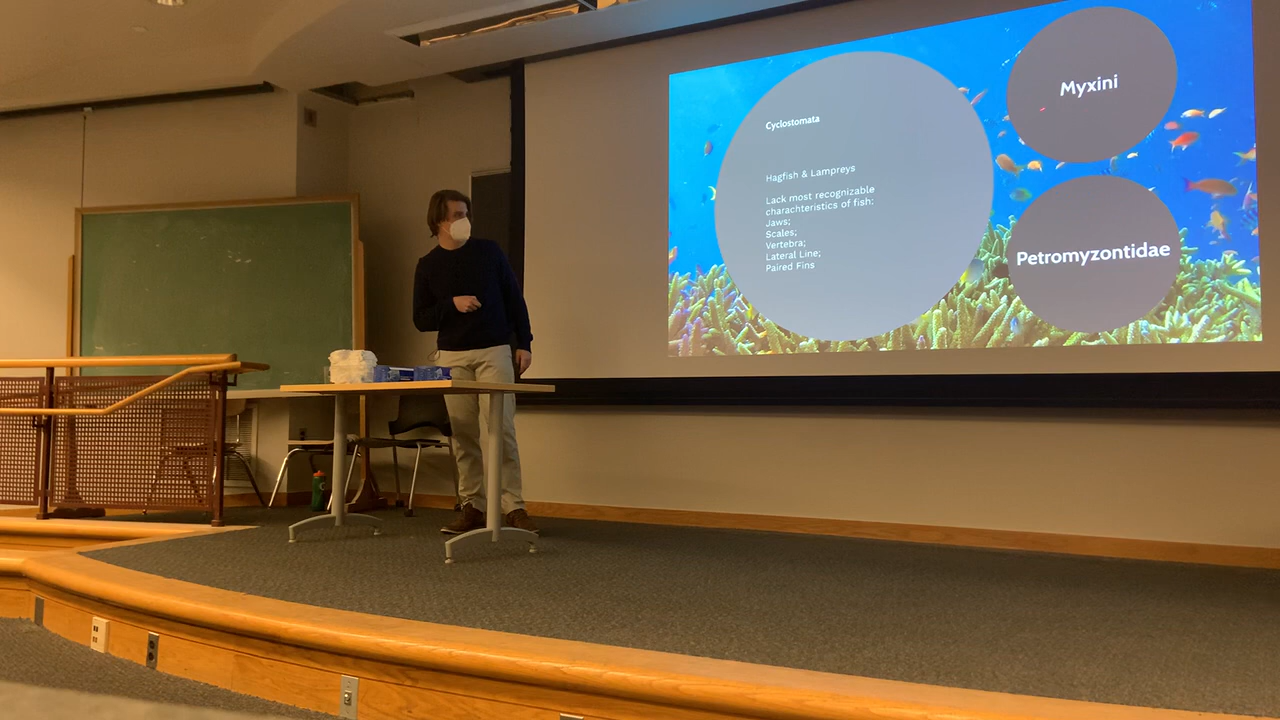 Cyclostomata
Hagfish & Lampreys
Lack most recognizable
charachteristics of fish:
Jaws;
Scales;
Vertebra;
Lateral Line;
Paired Fins
Myxini
Petromyzontidae